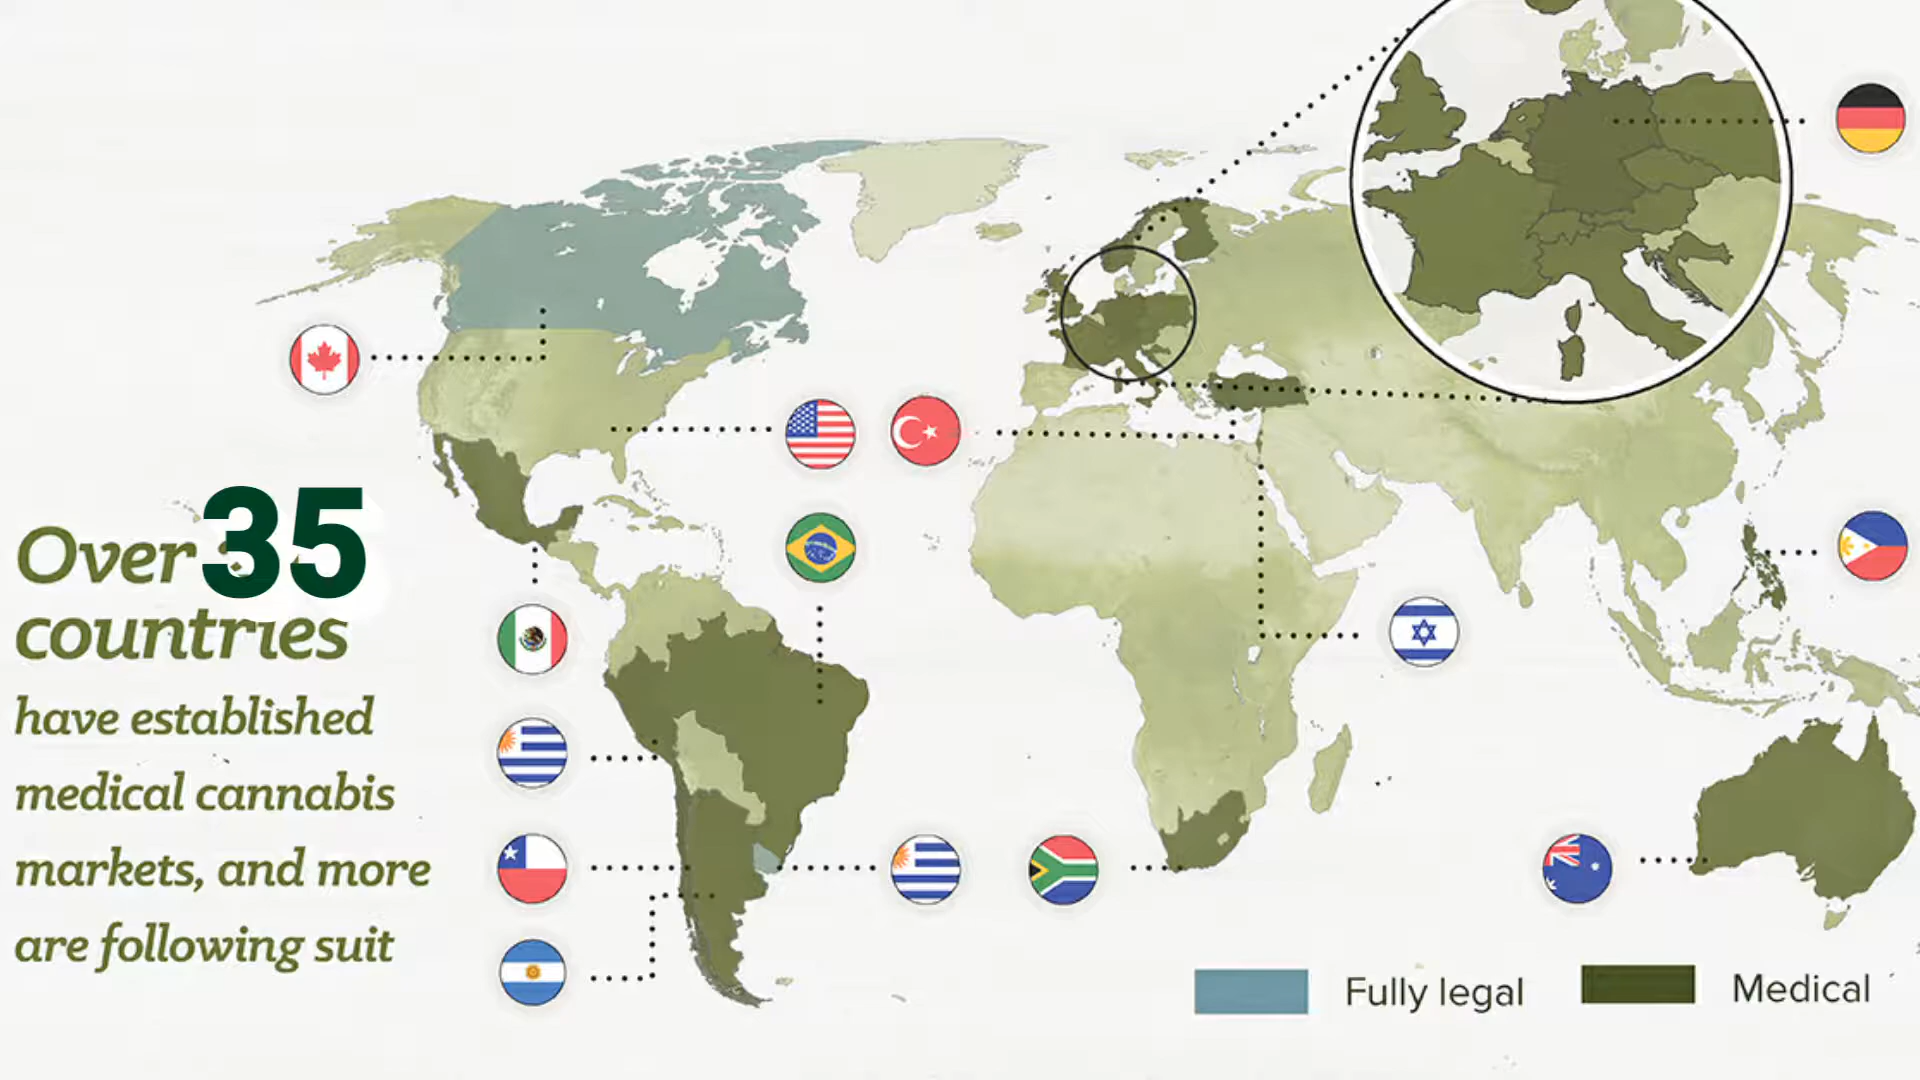 Over 35
countries
have established
medical cannabis
markets, and more
are following suit
Fully legal
Medical